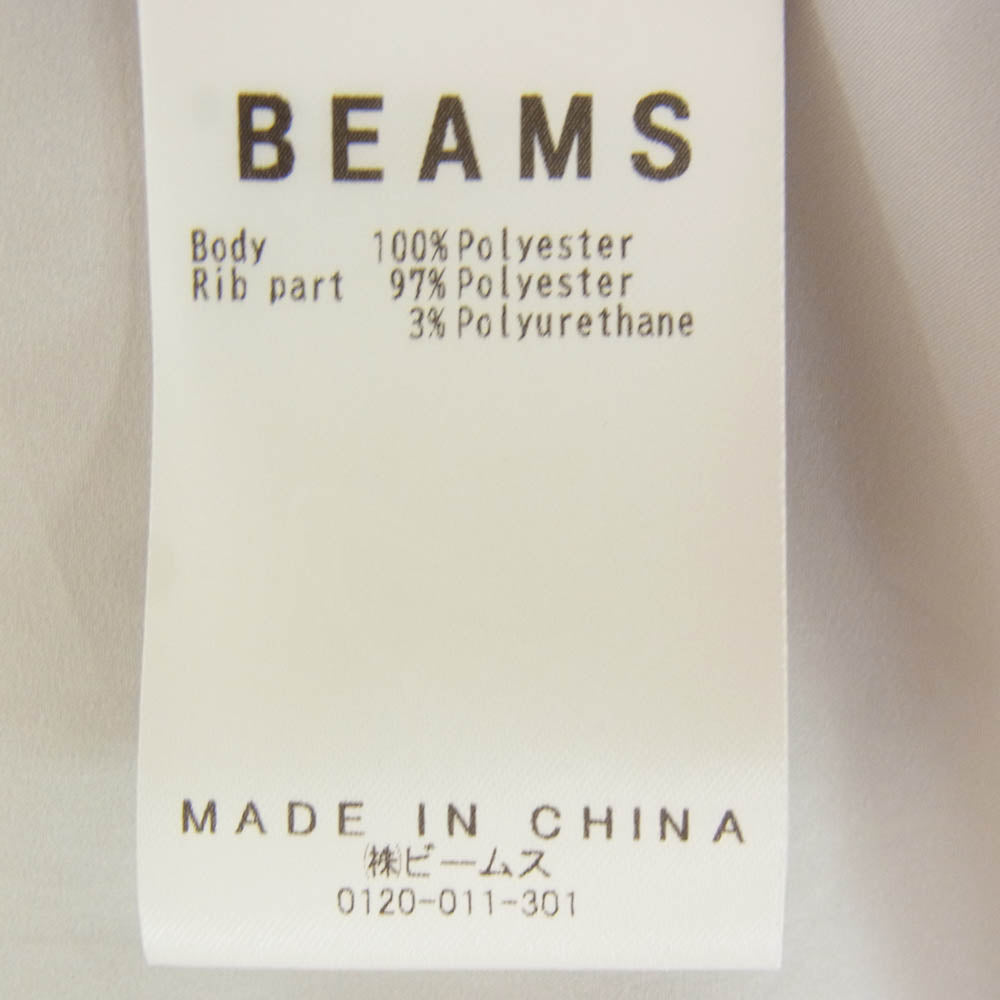 BEAMS
Body 100% Polyester
Rib part 97% Polyester
3% Polyurethane
MADE IN CHINA
㈱ビームス
0120-011-301